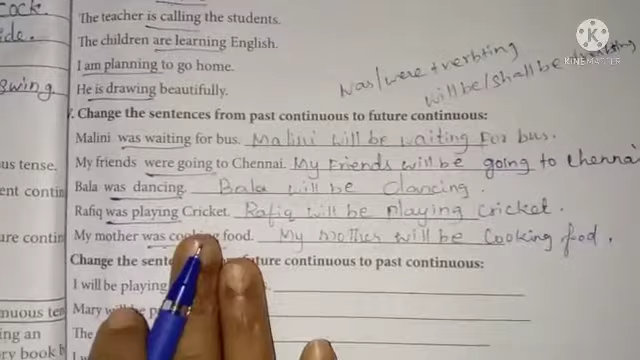 cock.
The teacher is calling the students.
ide.
The children are learning English.
I am planning to go home.
was/were + verb+ing
swing
He is drawing beautifully.
will be/shall be
KINEMASTER
Change the sentences from past continuous to future continuous:
Malini was waiting for bus. Malini will be waiting for bus.
us tense.
My friends were going to Chennai. My Friends will be going to Chennai
ent contin
Bala was dancing. Bala will be dancing.
Rafiq was playing Cricket. Rafiq will be playing cricket.
ure contin
My mother was cooking food. My mother will be cooking food.
Change the sente future continuous to past continuous:
I will be playing
nuous ten
Mary will be p
ing an
The
ry book b